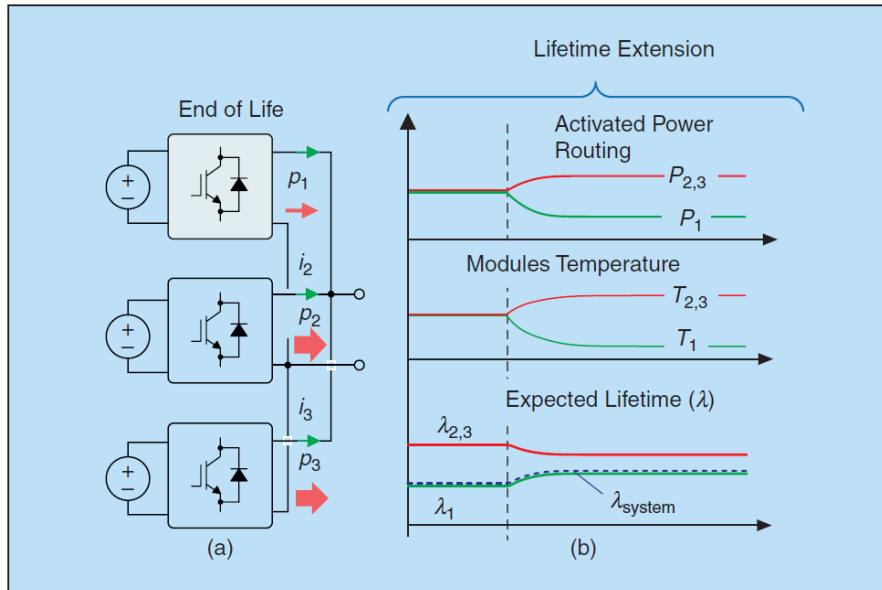 Lifetime Extension
End of Life
+
−
p1
i2
+
−
p2
i3
+
−
p3
(a)
Activated Power
Routing
P2,3
P1
Modules Temperature
T2,3
T1
Expected Lifetime (λ)
λ2,3
λ1
λsystem
(b)